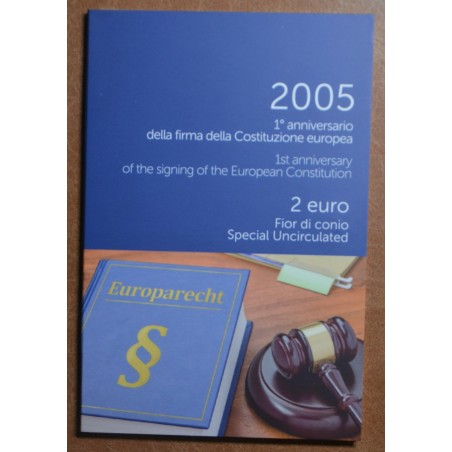 2005
1° anniversario
della firma della Costituzione europea
1st anniversary
of the signing of the European Constitution
2 euro
Fior di conio
Special Uncirculated
Europarecht
§